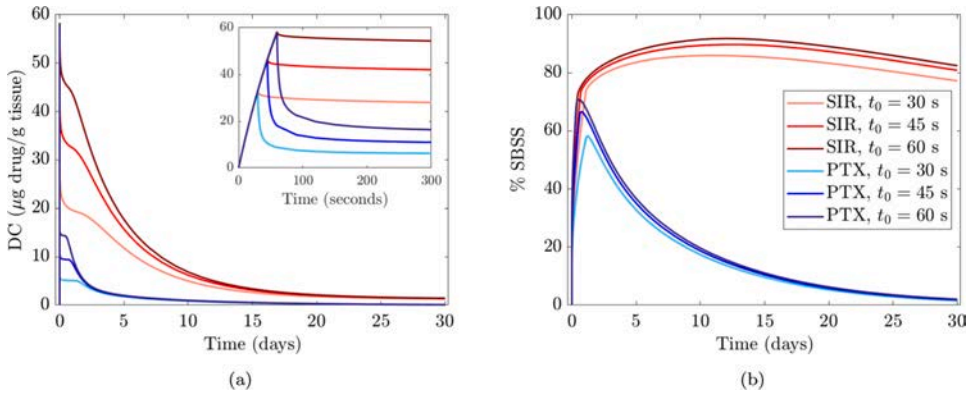 60
50
40
30
20
10
0
DC (μg drug/g tissue)
0 5 10 15 20 25 30
Time (days)
60
40
20
0
0 100 200 300
Time (seconds)
(a)
100
80
60
40
20
0
% SBSS
0 5 10 15 20 25 30
Time (days)
SIR, t₀ = 30 s
SIR, t₀ = 45 s
SIR, t₀ = 60 s
PTX, t₀ = 30 s
PTX, t₀ = 45 s
PTX, t₀ = 60 s
(b)